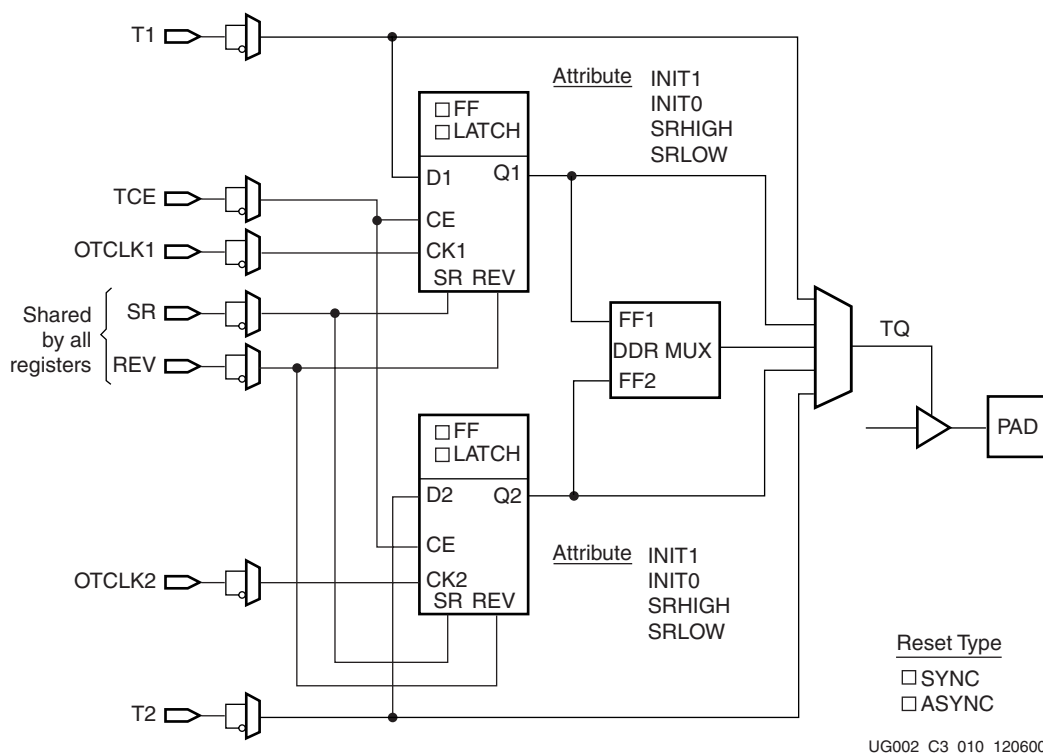 T1
Attribute INIT1
INIT0
SRHIGH
SRLOW
FF
LATCH
D1 Q1
TCE
CE
OTCLK1
CK1
SR REV
Shared
by all
registers
SR
REV
FF1
DDR MUX
FF2
TQ
PAD
FF
LATCH
D2 Q2
CE
Attribute INIT1
INIT0
SRHIGH
SRLOW
OTCLK2
CK2
SR REV
Reset Type
SYNC
ASYNC
T2
UG002_C3_010_120600